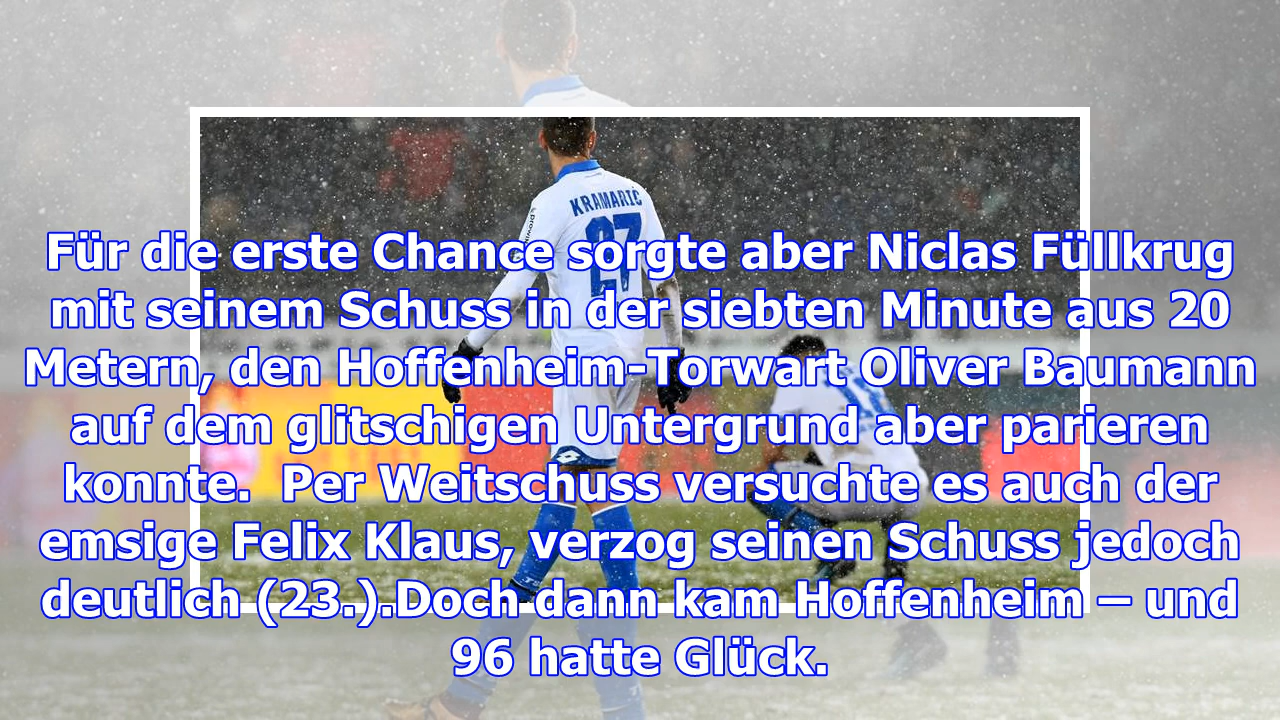 KRAMARIĆ
27
Für die erste Chance sorgte aber Niclas Füllkrug
mit seinem Schuss in der siebten Minute aus 20
Metern, den Hoffenheim-Torwart Oliver Baumann
auf dem glitschigen Untergrund aber parieren
konnte.  Per Weitschuss versuchte es auch der
emsige Felix Klaus, verzog seinen Schuss jedoch
deutlich (23.).Doch dann kam Hoffenheim – und
96 hatte Glück.